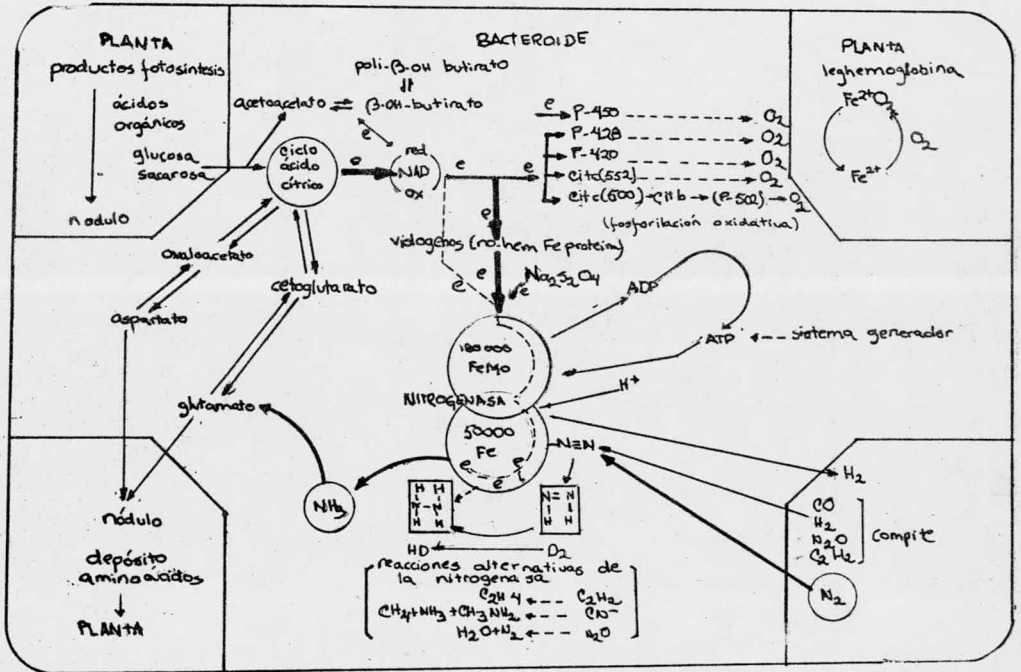 PLANTA
productos fotosíntesis
ácidos
orgánicos
glucosa
sacarosa
nodulo
BACTEROIDE
poli-β-OH butirato
acetoacetato
β-OH-butirato
e
ciclo
ácido
cítrico
e
red
NAD
ox
e
e
e
P-450
O2
P-428
O2
P-420
O2
citc(552)
O2
citc(500)
cit b
(P-502)
O2
(fosforilación oxidativa)
PLANTA
leghemoglobina
Fe2+O2
O2
Fe2+
e
viologenos (no-hem Fe protein)
e
e
Na2S2O4
e
oxaloacetato
cetoglutarato
aspartato
glutamato
ADP
ATP
sistema generador
H+
180000
FeMo
NITROGENASA
50000
Fe
e
e
e
N≡N
H H
N-N
H H
N=N
H H
HD
D2
NH3
H2
CO
H2
N2O
C2H2
Compite
N2
reacciones alternativas de
la nitrogenasa
C2H4
C2H2
CH4+NH3+CH3NH2
CN-
H2O+N2
N2O
nódulo
depósito
aminoácidos
PLANTA